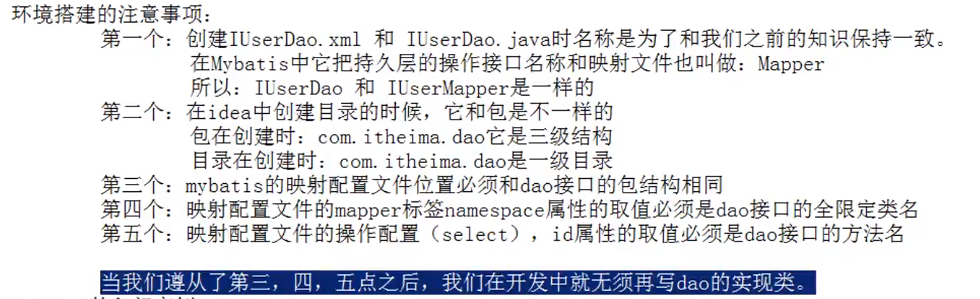 环境搭建的注意事项：
第一个：创建IUserDao.xml 和 IUserDao.java时名称是为了和我们之前的知识保持一致。
在Mybatis中它把持久层的操作接口名称和映射文件也叫做：Mapper
所以：IUserDao 和 IUserMapper是一样的
第二个：在idea中创建目录的时候，它和包是不一样的
包在创建时：com.itheima.dao它是三级结构
目录在创建时：com.itheima.dao是一级目录
第三个：mybatis的映射配置文件位置必须和dao接口的包结构相同
第四个：映射配置文件的mapper标签namespace属性的取值必须是dao接口的全限定类名
第五个：映射配置文件的操作配置（select），id属性的取值必须是dao接口的方法名
当我们遵从了第三，四，五点之后，我们在开发中就无须再写dao的实现类。